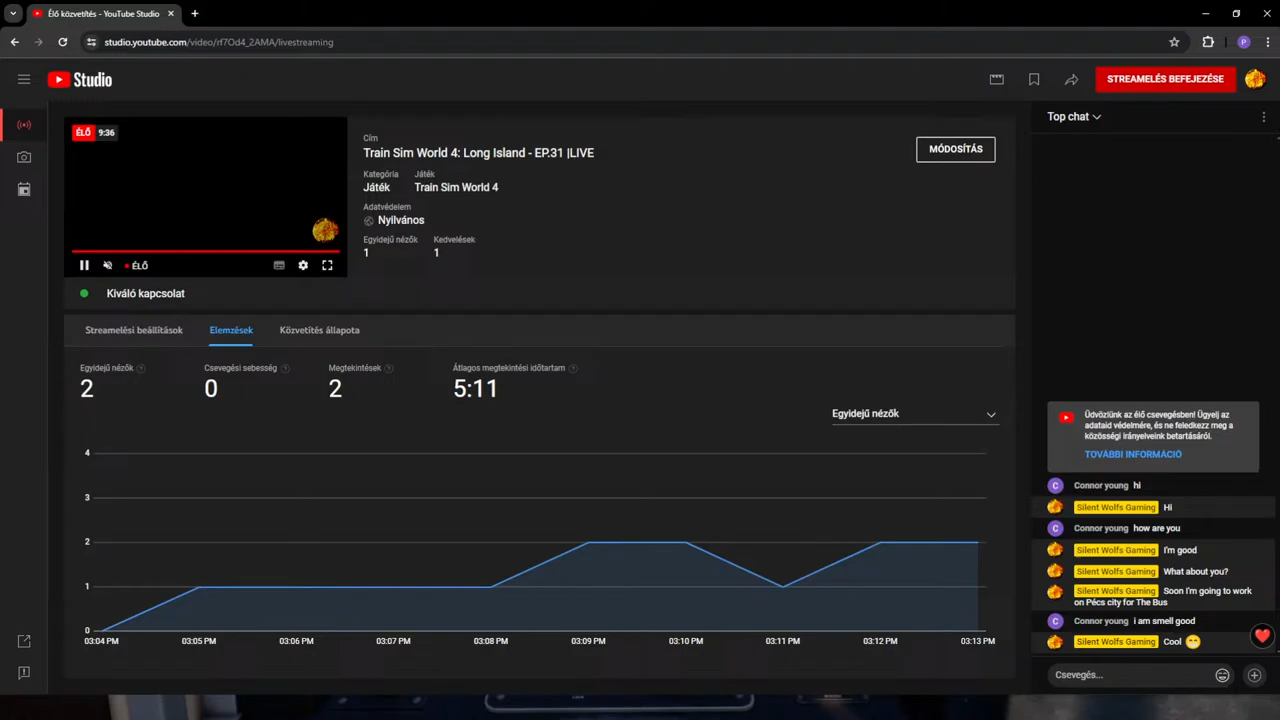 Élő közvetítés - YouTube Studio
studio.youtube.com/video/rf7Od4_2AMA/livestreaming
P
Studio
STREAMELÉS BEFEJEZÉSE
ÉLŐ 9:36
ÉLŐ
Cím
Train Sim World 4: Long Island - EP.31 |LIVE
MÓDOSÍTÁS
Kategória Játék
Játék Train Sim World 4
Adatvédelem
Nyilvános
Egyidejű nézők Kedvelések
1 1
Kiváló kapcsolat
Streamelési beállítások Elemzések Közvetítés állapota
Egyidejű nézők Csevegési sebesség Megtekintések Átlagos megtekintési időtartam
2 0 2 5:11
Egyidejű nézők
4
3
2
1
0
03:04 PM 03:05 PM 03:06 PM 03:07 PM 03:08 PM 03:09 PM 03:10 PM 03:11 PM 03:12 PM 03:13 PM
Top chat
Üdvözlünk az élő csevegésben! Ügyelj az
adataid védelmére, és ne feledkezz meg a
közösségi irányelveink betartásáról.
TOVÁBBI INFORMÁCIÓ
C Connor young hi
Silent Wolfs Gaming Hi
C Connor young how are you
Silent Wolfs Gaming I'm good
Silent Wolfs Gaming What about you?
Silent Wolfs Gaming Soon I'm going to work
on Pécs city for The Bus
C Connor young i am smell good
Silent Wolfs Gaming Cool
Csevegés...